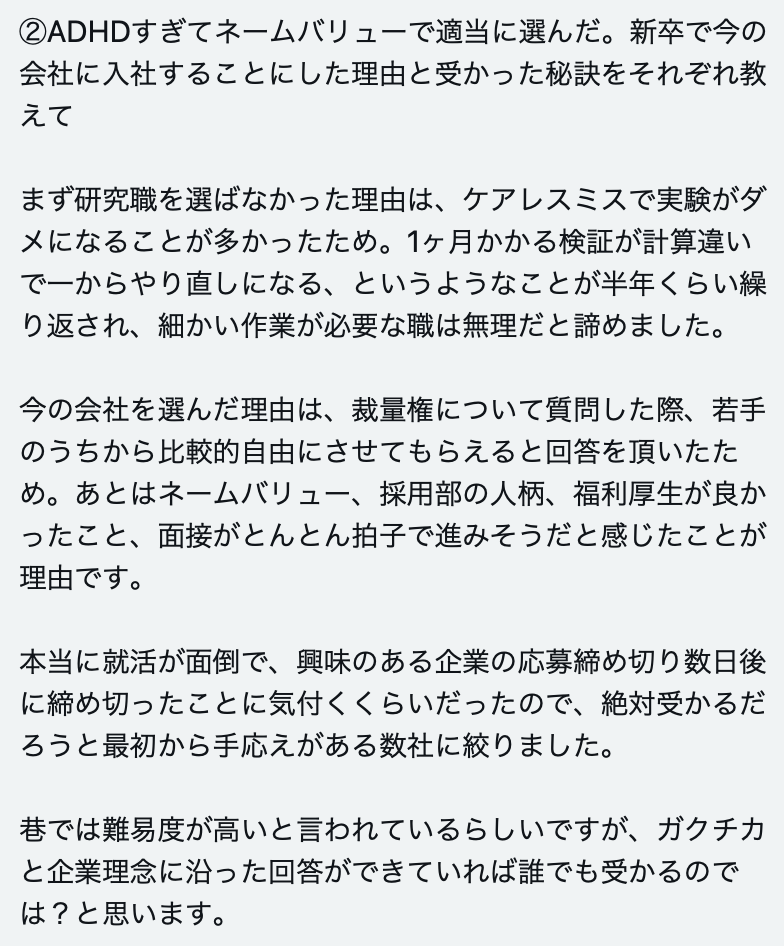 ②ADHDすぎてネームバリューで適当に選んだ。新卒で今の
会社に入社することにした理由と受かった秘訣をそれぞれ教
えて
まず研究職を選ばなかった理由は、ケアレスミスで実験がダ
メになることが多かったため。1ヶ月かかる検証が計算違い
で一からやり直しになる、というようなことが半年くらい繰
り返され、細かい作業が必要な職は無理だと諦めました。
今の会社を選んだ理由は、裁量権について質問した際、若手
のうちから比較的自由にさせてもらえると回答を頂いたた
め。あとはネームバリュー、採用部の人柄、福利厚生が良か
ったこと、面接がとんとん拍子で進みそうだと感じたことが
理由です。
本当に就活が面倒で、興味のある企業の応募締め切り数日後
に締め切ったことに気付くくらいだったので、絶対受かるだ
ろうと最初から手応えがある数社に絞りました。
巷では難易度が高いと言われているらしいですが、ガクチカ
と企業理念に沿った回答ができていれば誰でも受かるので
は？と思います。